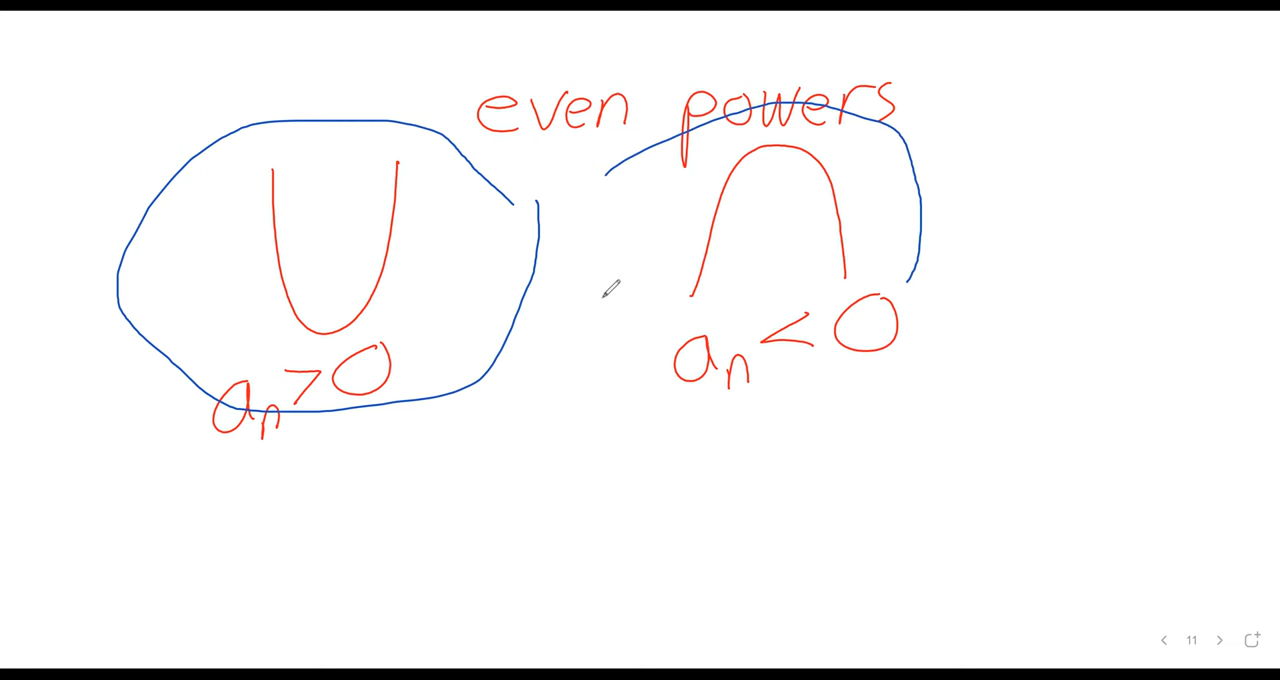 even powers
aₙ > 0
aₙ < 0
11